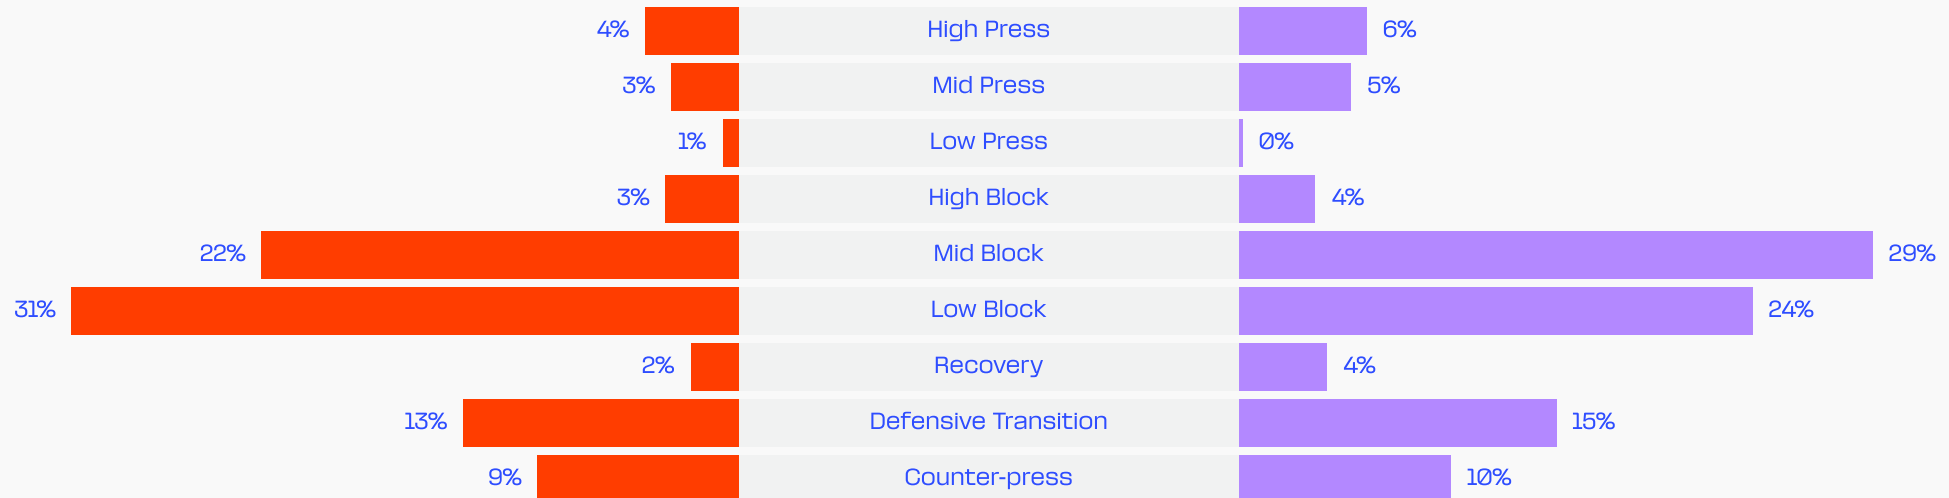 4% High Press 6%
3% Mid Press 5%
1% Low Press 0%
3% High Block 4%
22% Mid Block 29%
31% Low Block 24%
2% Recovery 4%
13% Defensive Transition 15%
9% Counter-press 10%